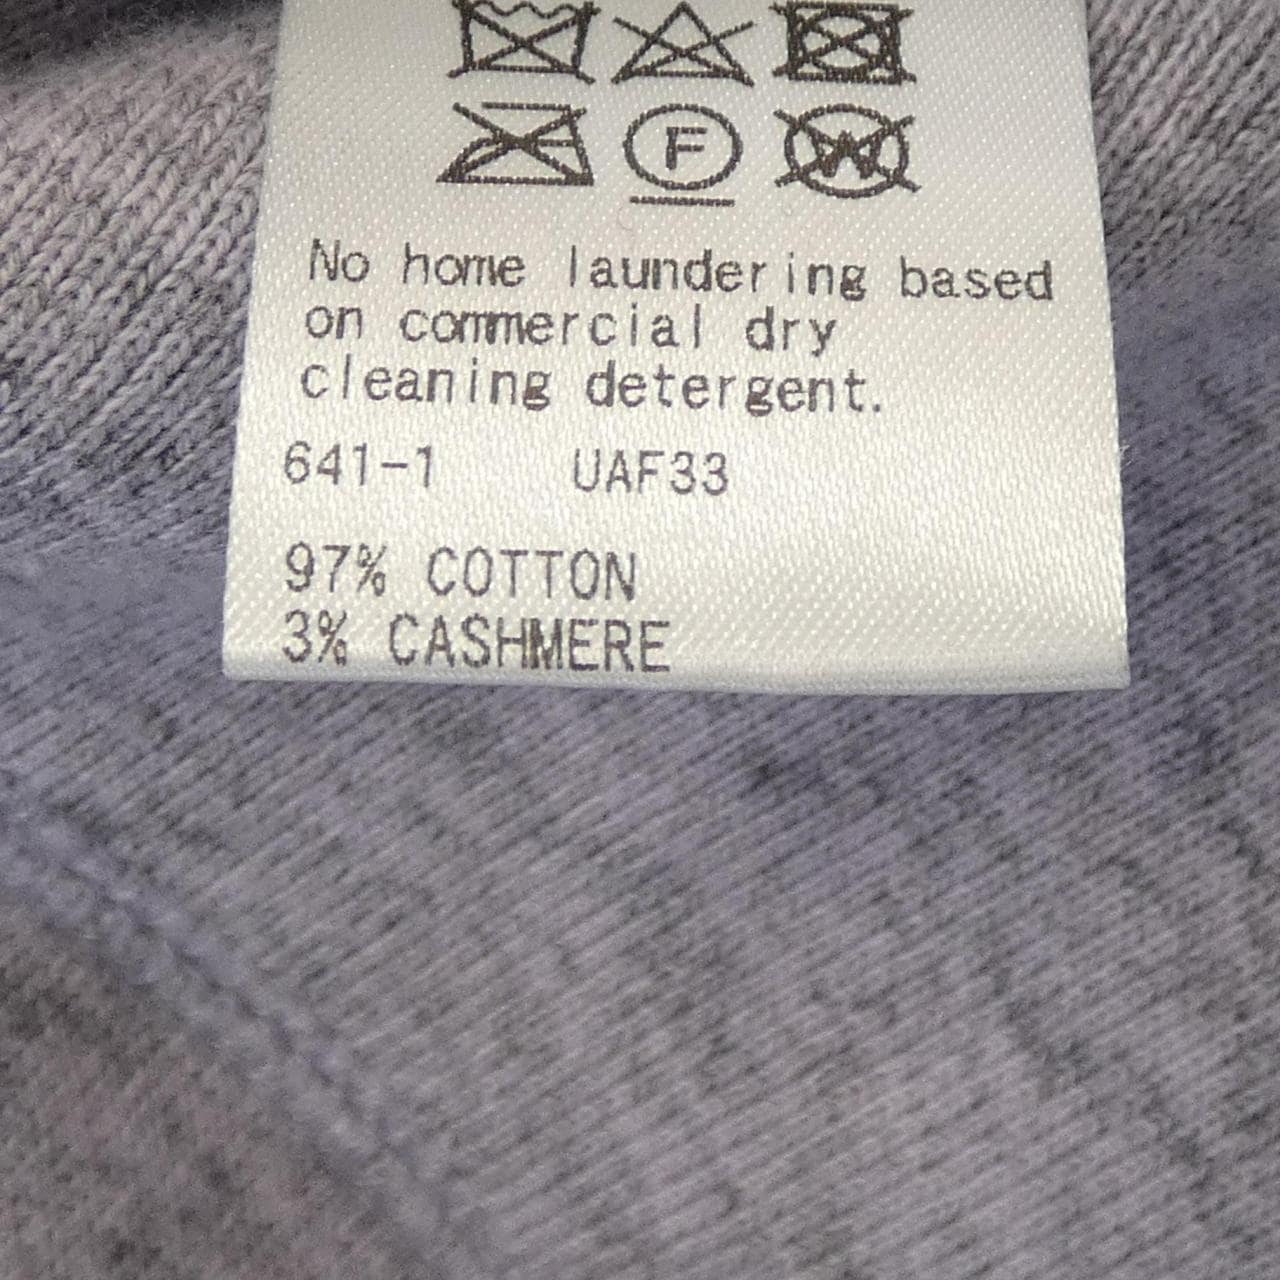 F W
No home laundering based
on commercial dry
cleaning detergent.
641-1 UAF33
97% COTTON
3% CASHMERE